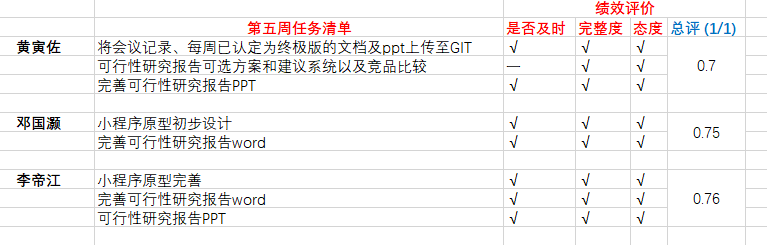 绩效评价
第五周任务清单 是否及时 完整度 态度 总评 (1/1)
黄寅佐 将会议记录、每周已认定为终极版的文档及ppt上传至GIT √ √ √
可行性研究报告可选方案和建议系统以及竞品比较 — √ √ 0.7
完善可行性研究报告PPT √ √ √
邓国灏 小程序原型初步设计 √ √ √ 0.75
完善可行性研究报告word √ √ √
李帝江 小程序原型完善 √ √ √
完善可行性研究报告word √ √ √ 0.76
可行性研究报告PPT √ √ √